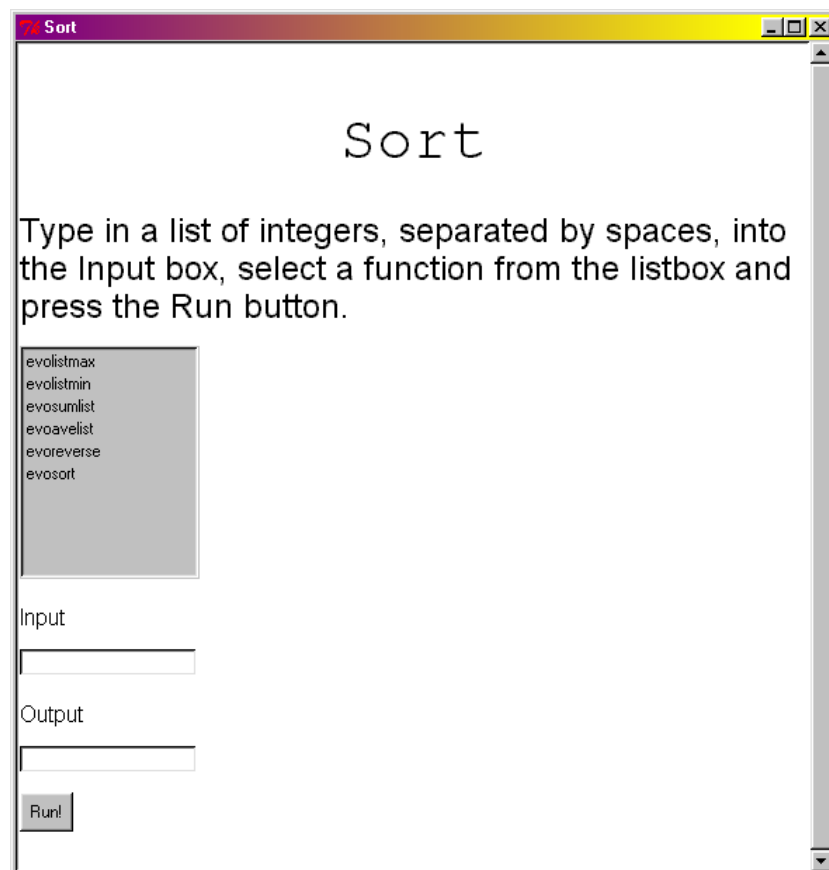 Sort
Sort
Type in a list of integers, separated by spaces, into
the Input box, select a function from the listbox and
press the Run button.
evolistmax
evolistmin
evosumlist
evoavelist
evoreverse
evosort
Input
Output
Run!